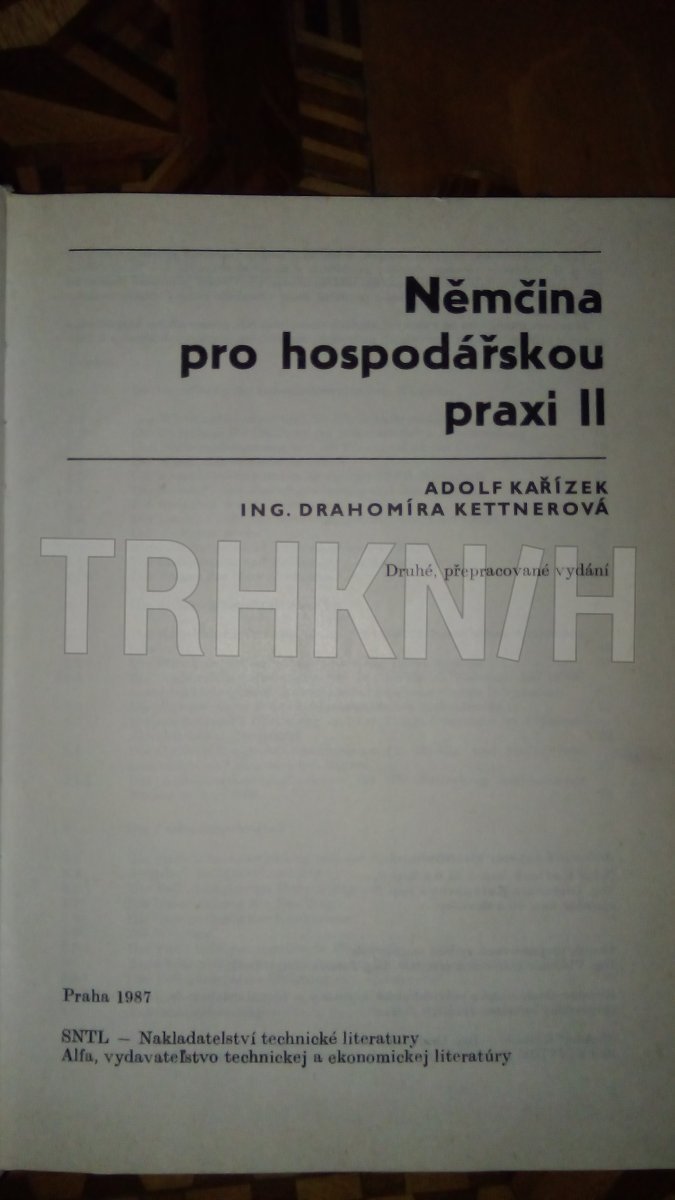 Němčina
pro hospodářskou
praxi II
ADOLF KAŘÍZEK
ING. DRAHOMÍRA KETTNEROVÁ
Druhé, přepracované vydání
TRHKN/H
Praha 1987
SNTL – Nakladatelství technické literatury
Alfa, vydavateľstvo technickej a ekonomickej literatúry